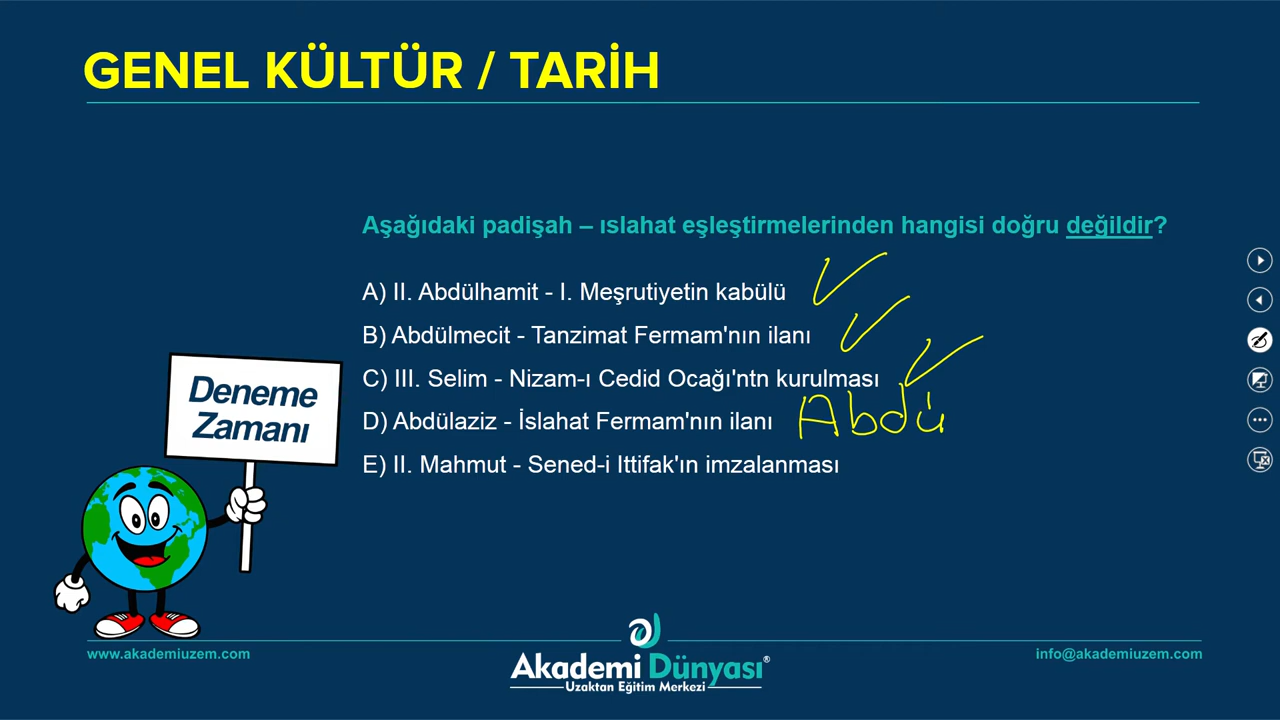 GENEL KÜLTÜR / TARİH
Aşağıdaki padişah – ıslahat eşleştirmelerinden hangisi doğru değildir?
A) II. Abdülhamit - I. Meşrutiyetin kabülü
B) Abdülmecit - Tanzimat Fermam'nın ilanı
C) III. Selim - Nizam-ı Cedid Ocağı'ntn kurulması
D) Abdülaziz - İslahat Fermam'nın ilanı Abdü
E) II. Mahmut - Sened-i Ittifak'ın imzalanması
Deneme
Zamanı
www.akademiuzem.com
Akademi Dünyası®
Uzaktan Eğitim Merkezi
info@akademiuzem.com